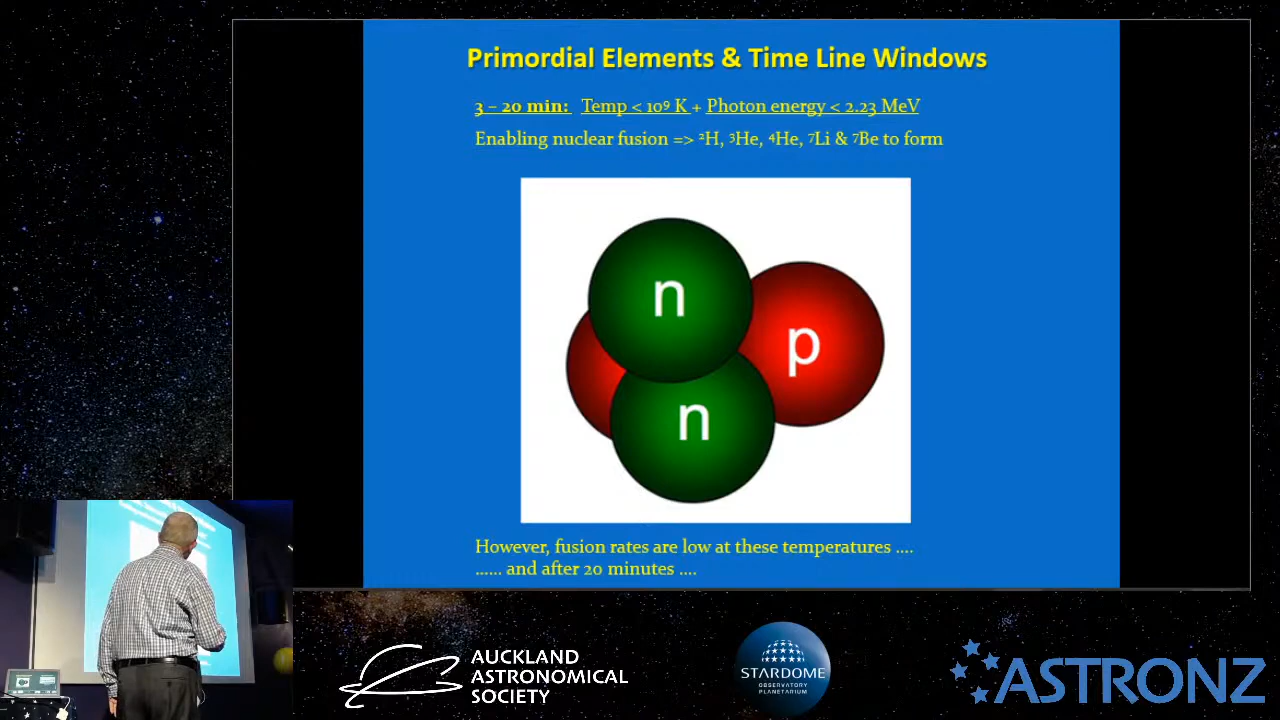 Primordial Elements & Time Line Windows
3 – 20 min: Temp < 10⁹ K + Photon energy < 2.23 MeV
Enabling nuclear fusion => ²H, ³He, ⁴He, ⁷Li & ⁷Be to form
n
p
n
However, fusion rates are low at these temperatures ....
...... and after 20 minutes ....
AUCKLAND
ASTRONOMICAL
SOCIETY
STARDOME
OBSERVATORY
PLANETARIUM
ASTRONZ